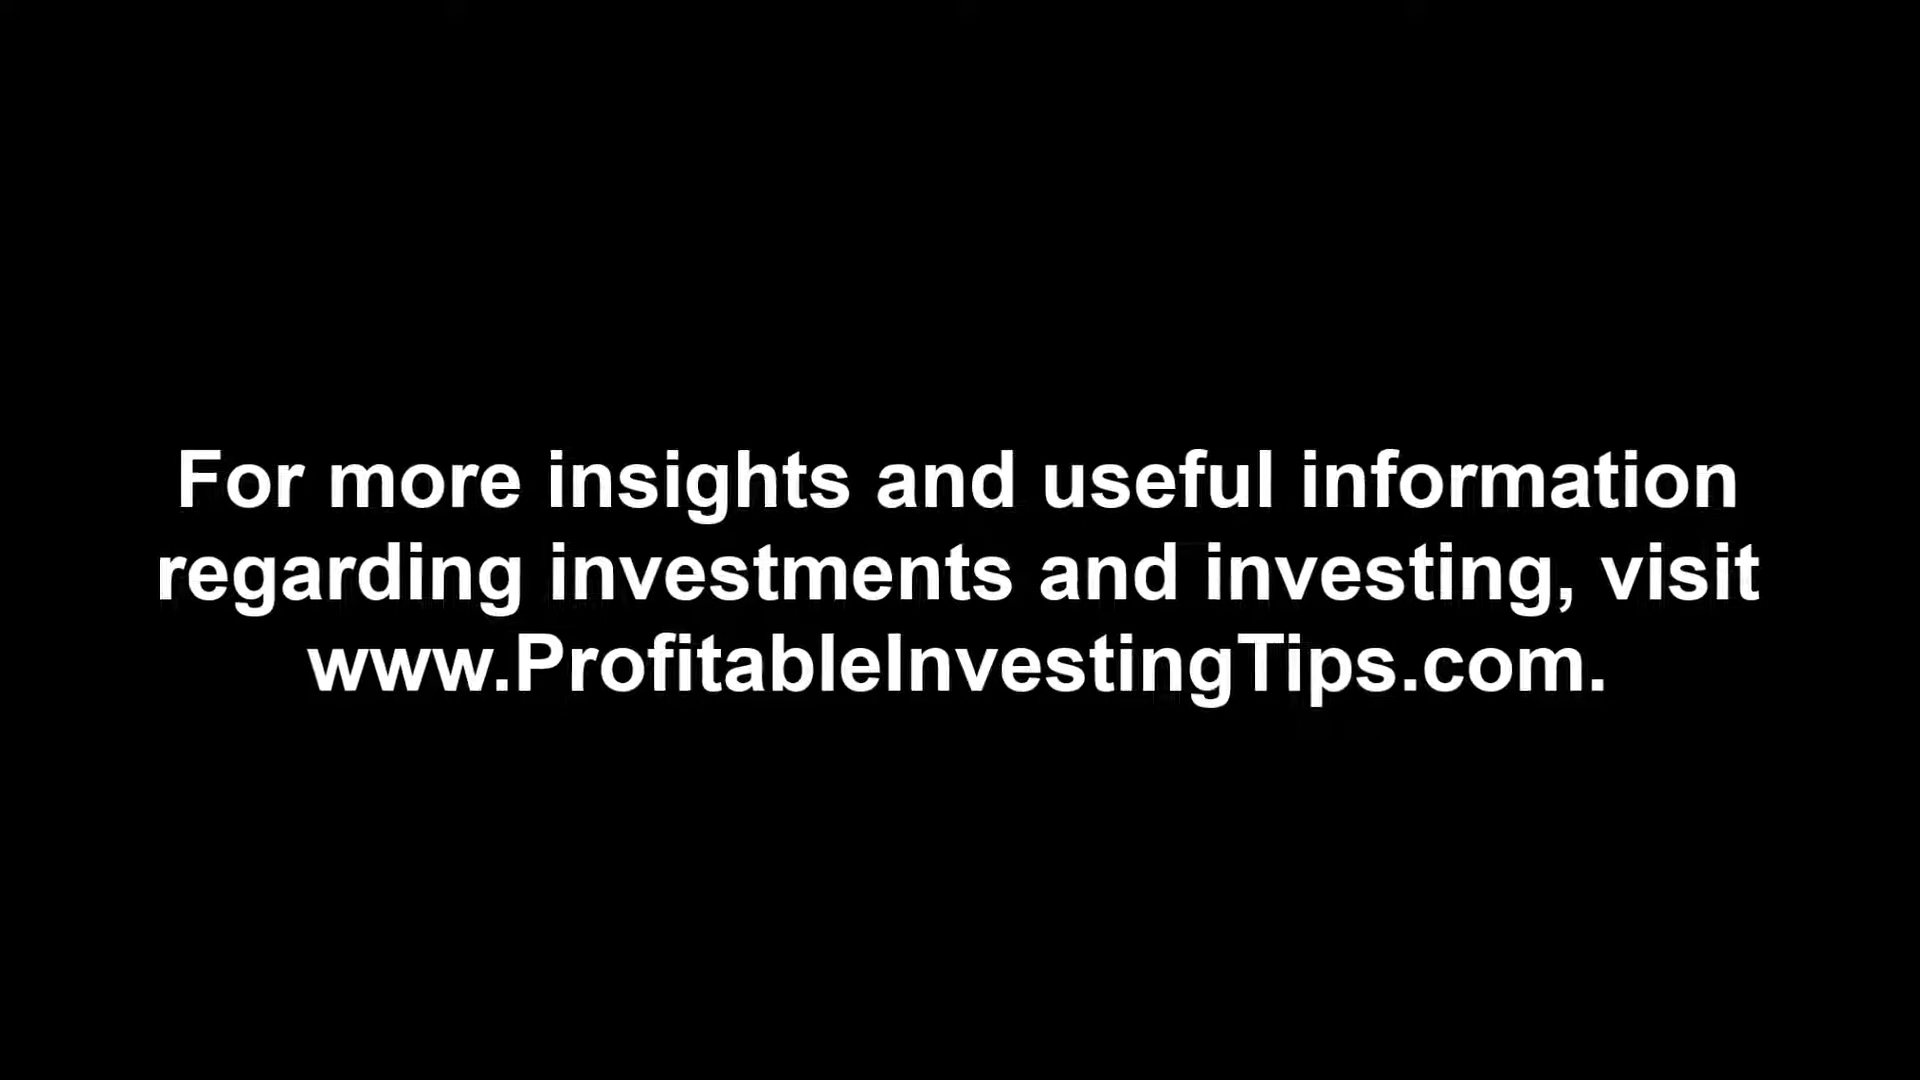 For more insights and useful information
regarding investments and investing, visit
www.ProfitableInvestingTips.com.